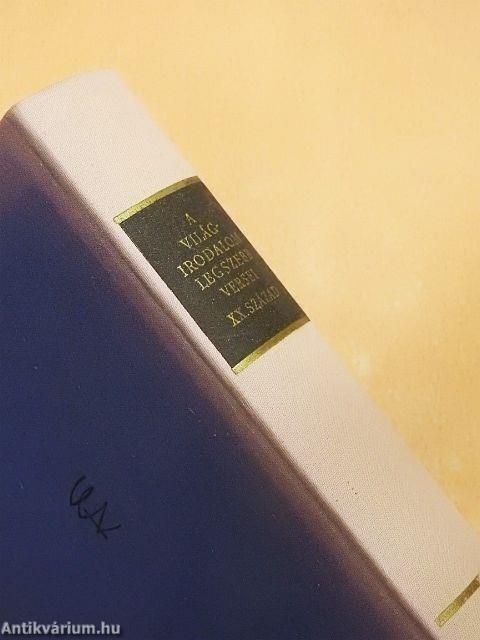 A
VILÁG-
IRODALOM
LEGSZEBB
VERSEI
XX. SZÁZAD
Antikvárium.hu